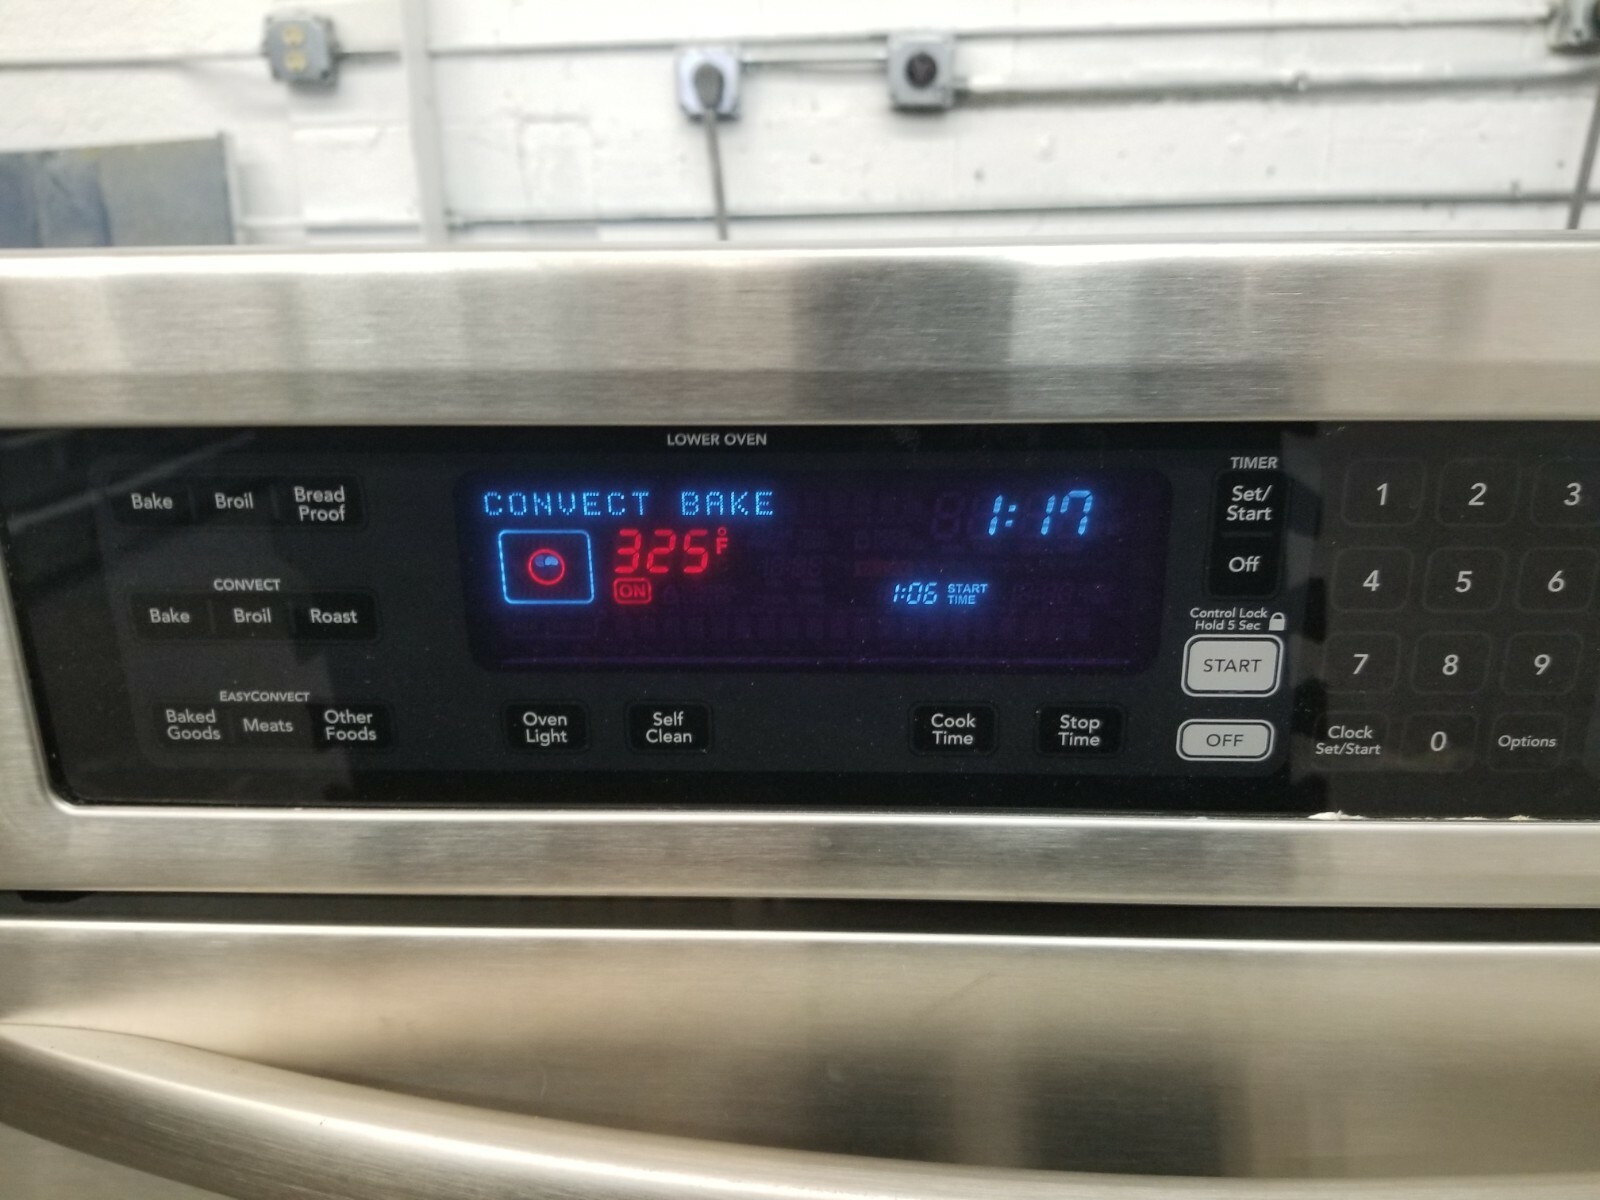 LOWER OVEN
Bake
Broil
Bread
Proof
CONVECT
Bake
Broil
Roast
EASYCONVECT
Baked
Goods
Meats
Other
Foods
CONVECT BAKE
1:17
325°F
ON
1:06 START
TIME
Oven
Light
Self
Clean
Cook
Time
Stop
Time
TIMER
Set/
Start
Off
Control Lock
Hold 5 Sec
START
OFF
1
2
3
4
5
6
7
8
9
Clock
Set/Start
0
Options